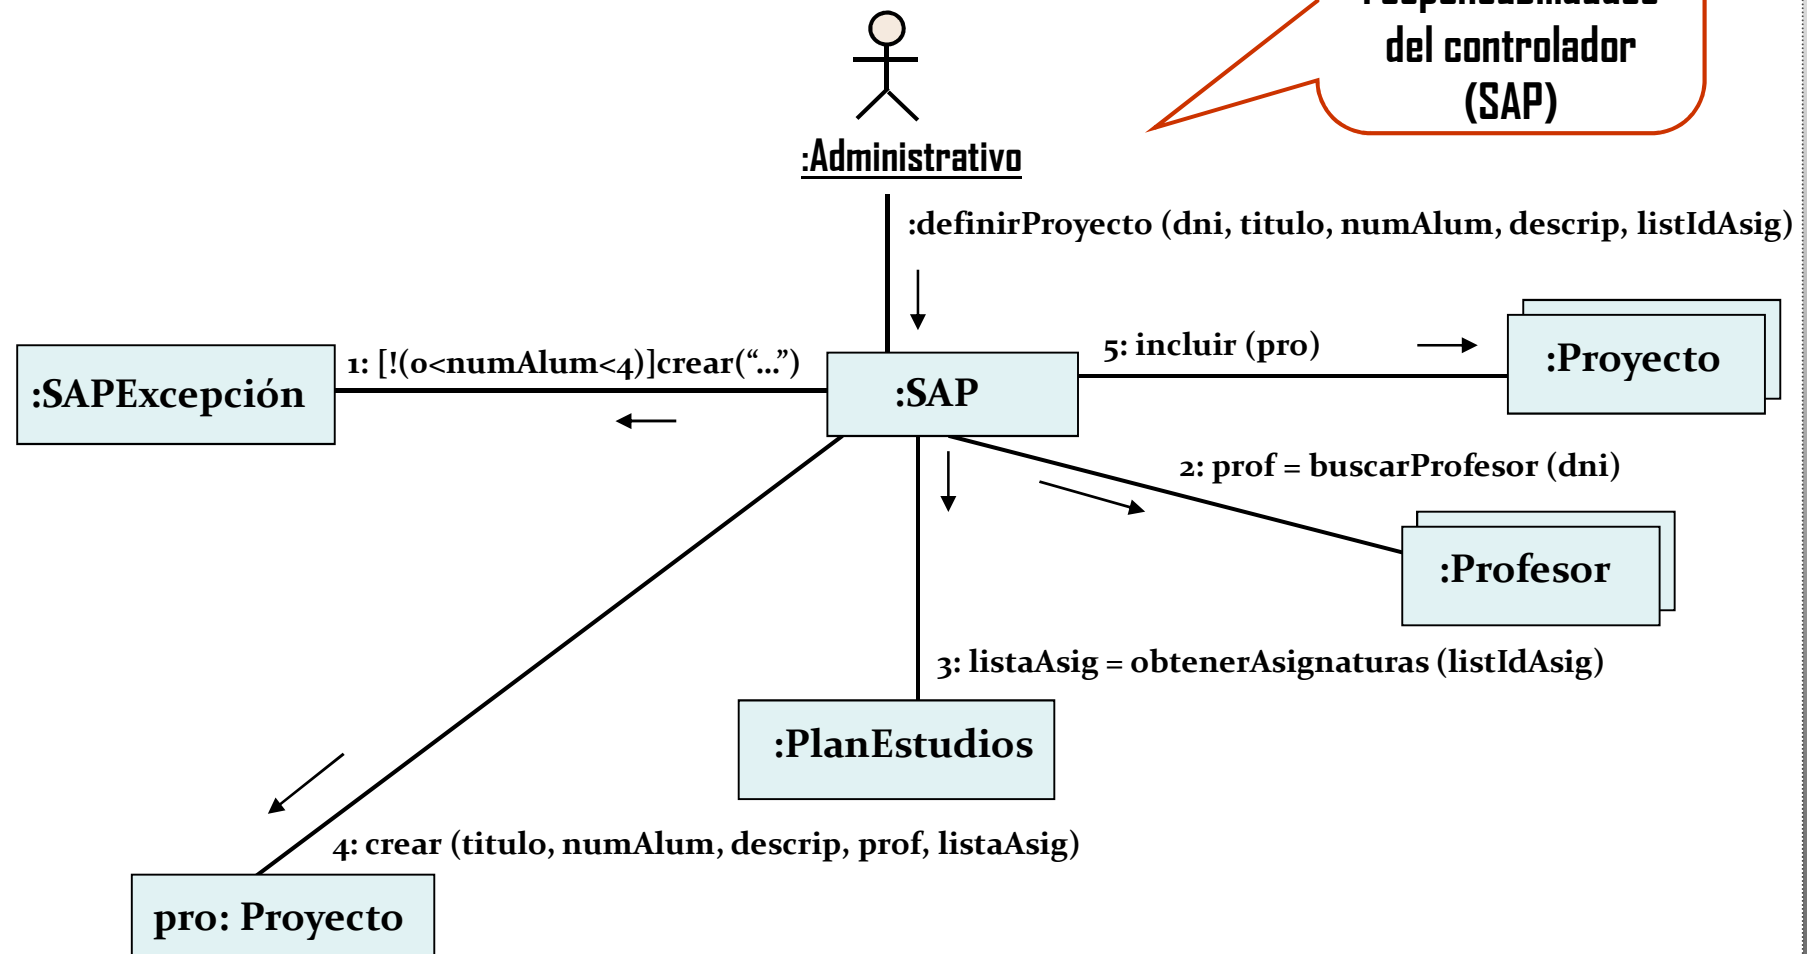 del controlador
(SAP)
:Administrativo
:definirProyecto (dni, titulo, numAlum, descrip, listIdAsig)
5: incluir (pro)
:Proyecto
1: [!(0<numAlum<4)]crear(“...”)
:SAPExcepción
:SAP
2: prof = buscarProfesor (dni)
:Profesor
3: listaAsig = obtenerAsignaturas (listIdAsig)
:PlanEstudios
4: crear (titulo, numAlum, descrip, prof, listaAsig)
pro: Proyecto